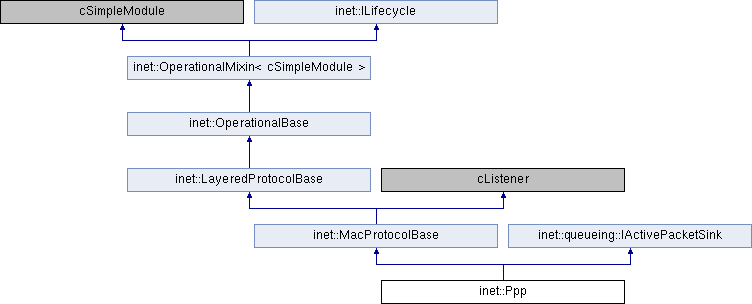 cSimpleModule
inet::ILifecycle
inet::OperationalMixin< cSimpleModule >
inet::OperationalBase
inet::LayeredProtocolBase
cListener
inet::MacProtocolBase
inet::queueing::IActivePacketSink
inet::Ppp